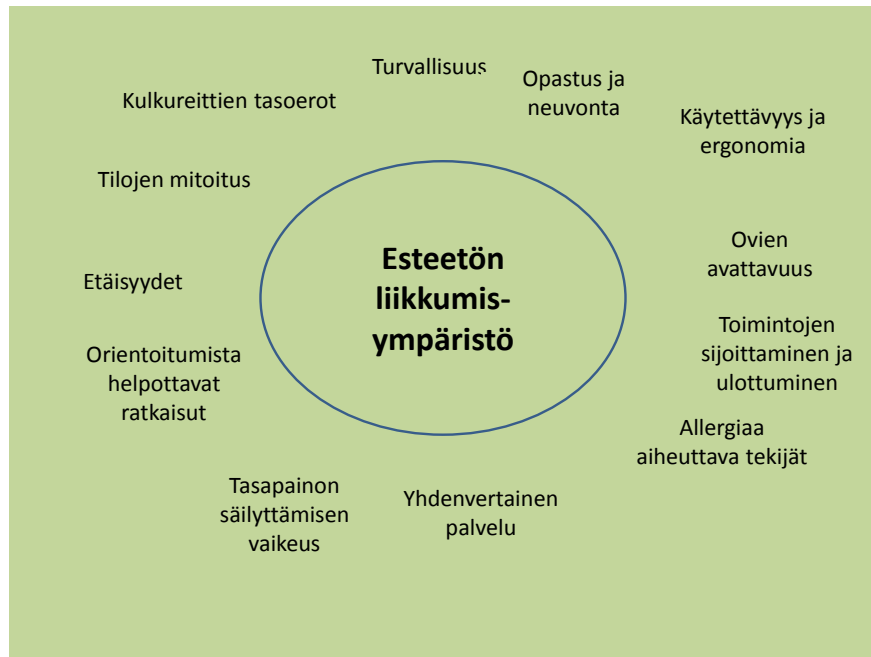 Turvallisuus
Opastus ja
neuvonta
Kulkureittien tasoerot
Käytettävyys ja
ergonomia
Tilojen mitoitus
Esteetön
liikkumis-
ympäristö
Ovien
avattavuus
Etäisyydet
Toimintojen
sijoittaminen ja
ulottuminen
Orientoitumista
helpottavat
ratkaisut
Allergiaa
aiheuttava tekijät
Tasapainon
säilyttämisen
vaikeus
Yhdenvertainen
palvelu